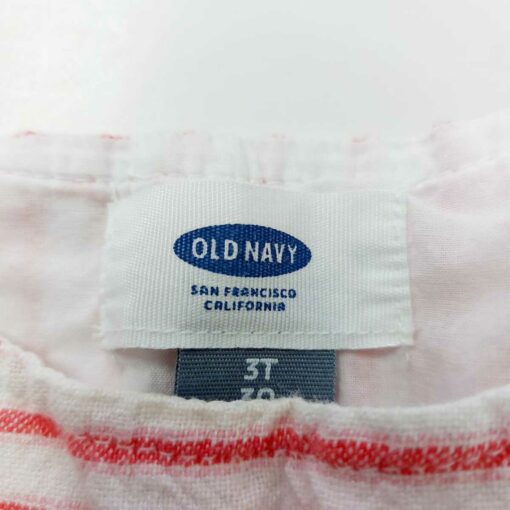 OLD NAVY
SAN FRANCISCO
CALIFORNIA
3T